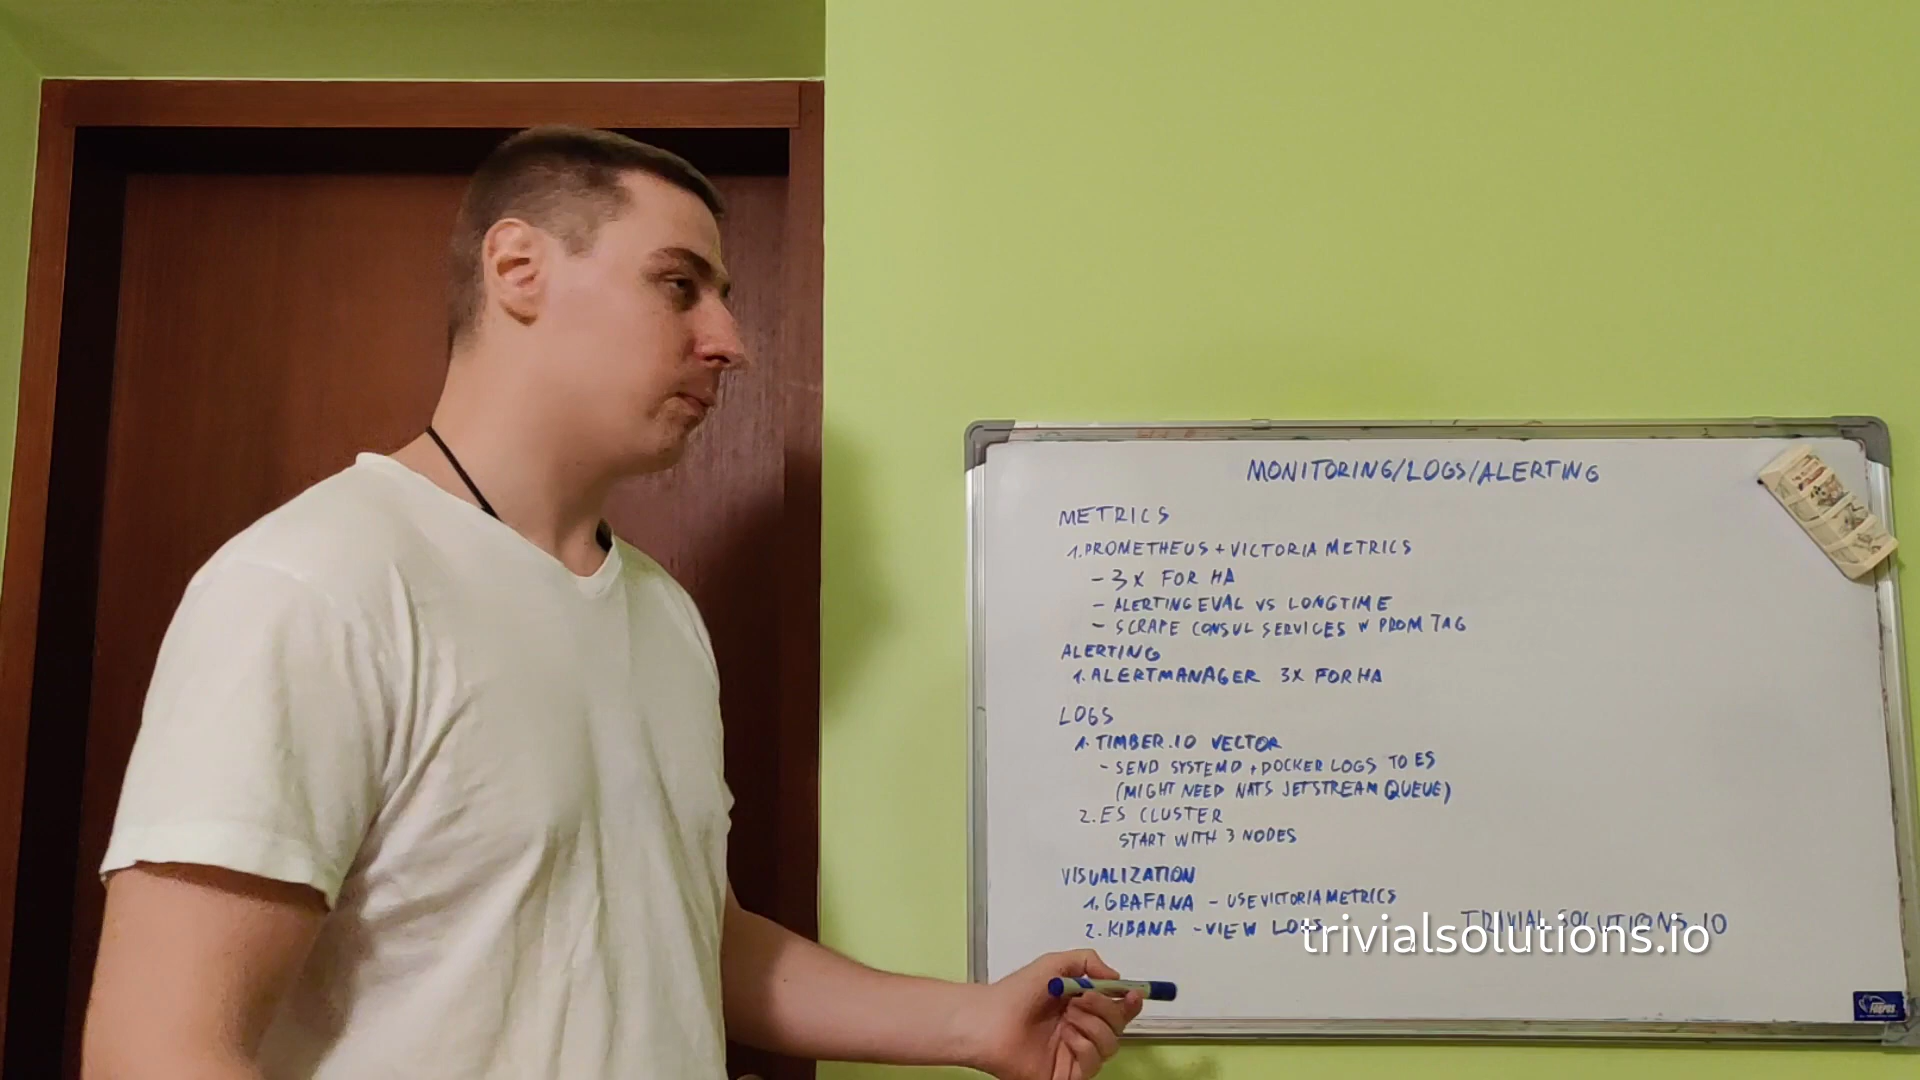 MONITORING/LOGS/ALERTING
METRICS
1. PROMETHEUS + VICTORIA METRICS
- 3X FOR HA
- ALERTING EVAL VS LONGTIME
- SCRAPE CONSUL SERVICES W PROM TAG
ALERTING
1. ALERTMANAGER 3X FOR HA
LOGS
1. TIMBER.IO VECTOR
- SEND SYSTEMD + DOCKER LOGS TO ES
(MIGHT NEED NATS JETSTREAM QUEUE)
2. ES CLUSTER
START WITH 3 NODES
VISUALIZATION
1. GRAFANA - USE VICTORIA METRICS
2. KIBANA - VIEW LOGS
TRIVIALSOLUTIONS.IO
trivialsolutions.io